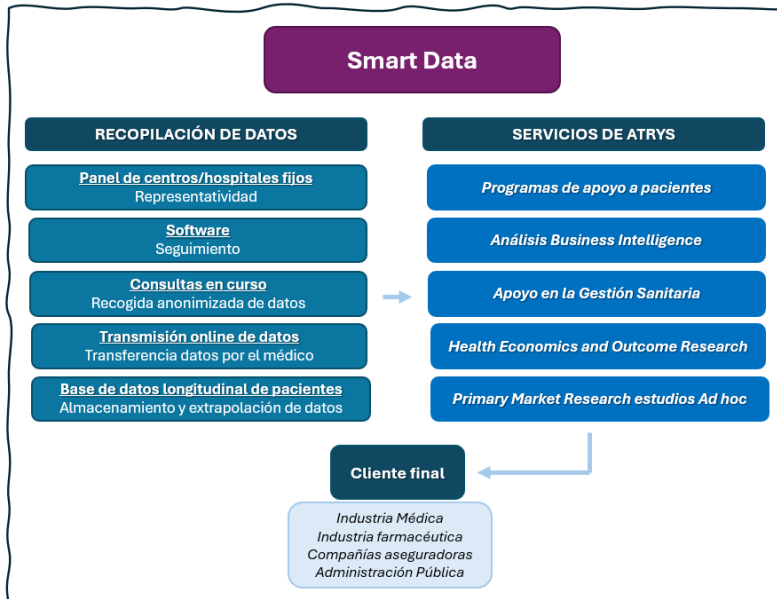 Smart Data
RECOPILACIÓN DE DATOS
Panel de centros/hospitales fijos
Representatividad
Software
Seguimiento
Consultas en curso
Recogida anonimizada de datos
Transmisión online de datos
Transferencia datos por el médico
Base de datos longitudinal de pacientes
Almacenamiento y extrapolación de datos
SERVICIOS DE ATRYS
Programas de apoyo a pacientes
Análisis Business Intelligence
Apoyo en la Gestión Sanitaria
Health Economics and Outcome Research
Primary Market Research estudios Ad hoc
Cliente final
Industria Médica
Industria farmacéutica
Compañías aseguradoras
Administración Pública